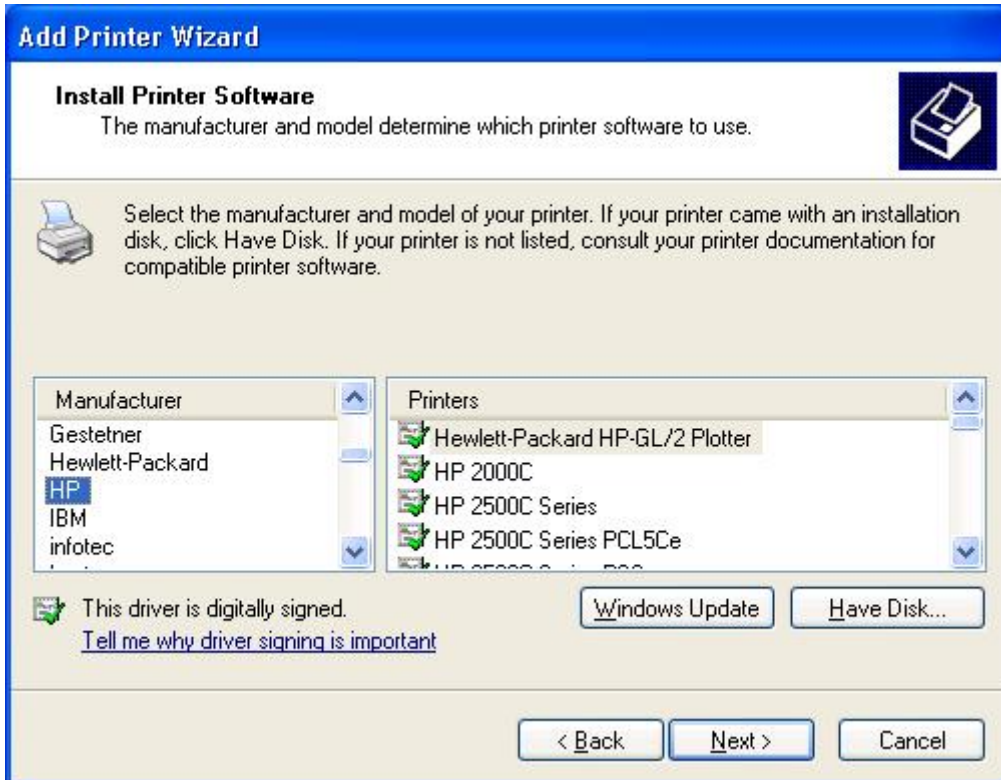 Add Printer Wizard
Install Printer Software
The manufacturer and model determine which printer software to use.
Select the manufacturer and model of your printer. If your printer came with an installation
disk, click Have Disk. If your printer is not listed, consult your printer documentation for
compatible printer software.
Manufacturer
Gestetner
Hewlett-Packard
HP
IBM
infotec
Printers
Hewlett-Packard HP-GL/2 Plotter
HP 2000C
HP 2500C Series
HP 2500C Series PCL5Ce
This driver is digitally signed.
Tell me why driver signing is important
Windows Update
Have Disk...
< Back
Next >
Cancel